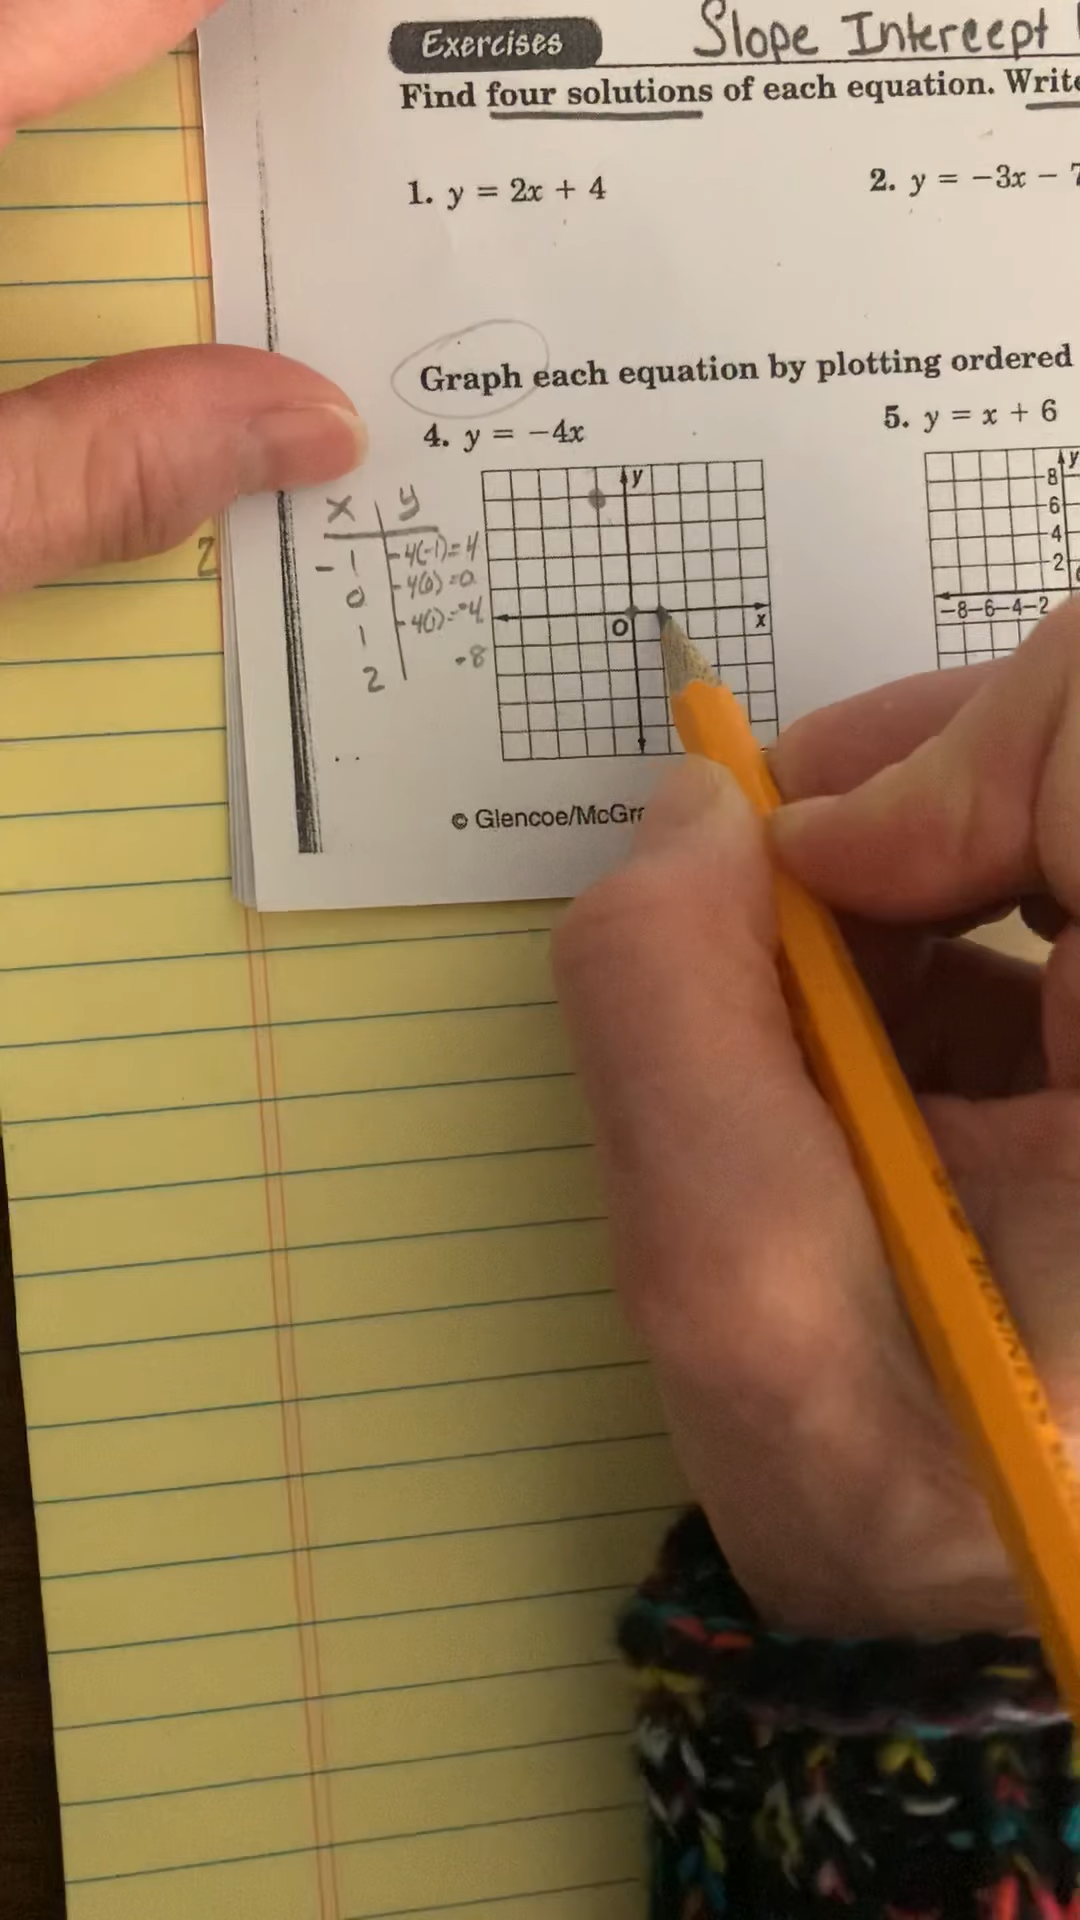 Exercises
Slope Intercept
Find four solutions of each equation. Write
1. y = 2x + 4
2. y = −3x − 7
Graph each equation by plotting ordered
4. y = −4x
5. y = x + 6
x y
-1 -4(-1)=4
0 -4(0)=0
1 -4(1)=-4
2 -8
y
O
x
y
8
6
4
2
−8−6−4−2
2
© Glencoe/McGr